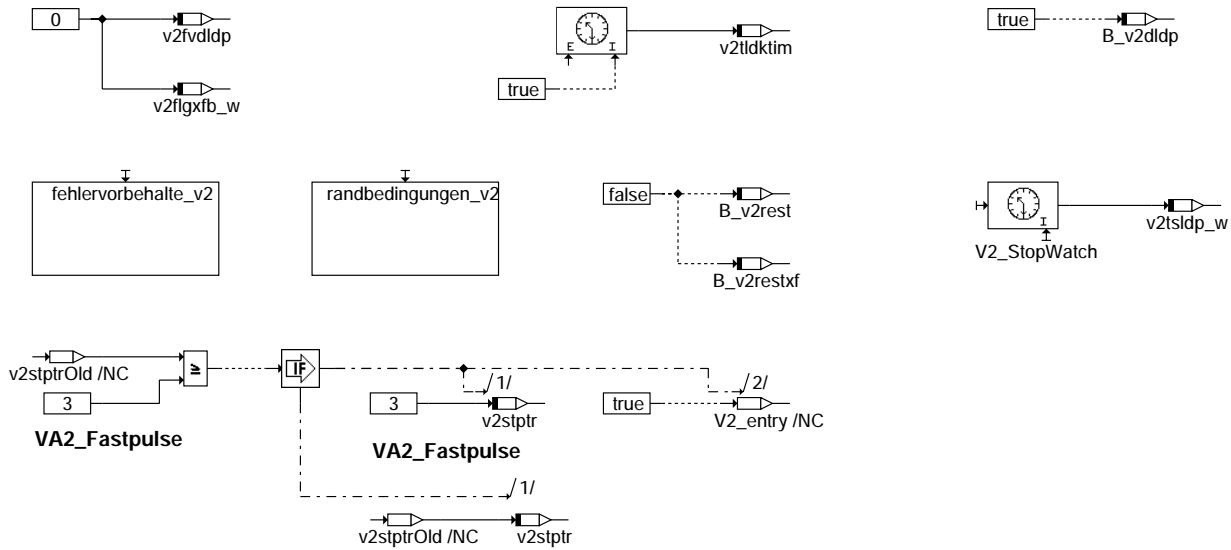 0
v2fvdldp
v2flgxfb_w
E I
true
v2tldktim
true
B_v2dldp
fehlervorbehalte_v2
randbedingungen_v2
false
B_v2rest
B_v2restxf
I
V2_StopWatch
v2tsldp_w
v2stptrOld /NC
3
VA2_Fastpulse
IF
/1/
3
v2stptr
VA2_Fastpulse
/2/
true
V2_entry /NC
/1/
v2stptrOld /NC
v2stptr